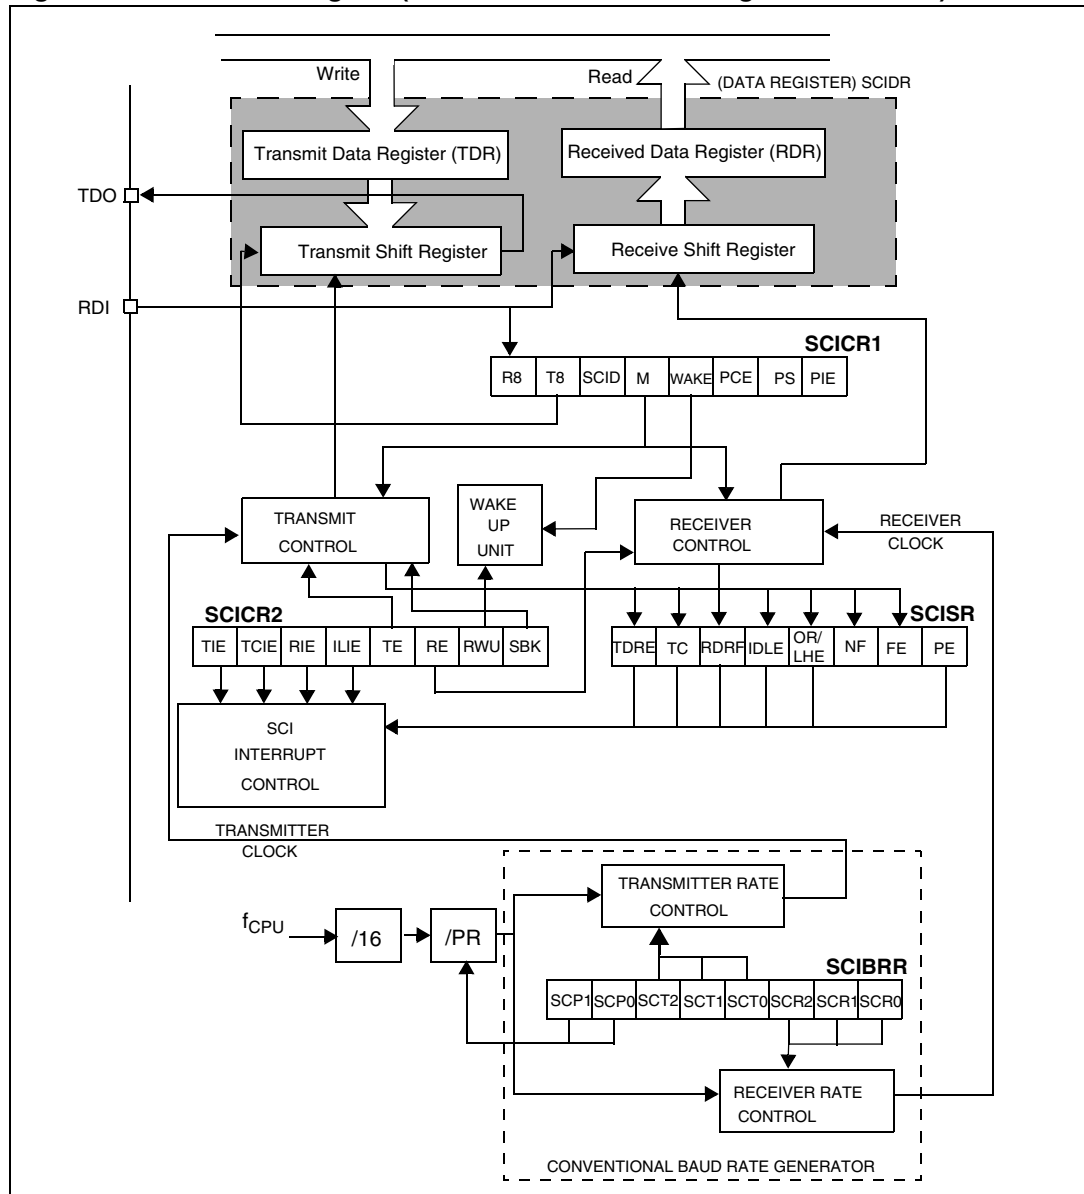 Write
Read
(DATA REGISTER) SCIDR
Transmit Data Register (TDR)
Received Data Register (RDR)
TDO
Transmit Shift Register
Receive Shift Register
RDI
SCICR1
R8 T8 SCID M WAKE PCE PS PIE
TRANSMIT
CONTROL
WAKE
UP
UNIT
RECEIVER
CONTROL
RECEIVER
CLOCK
SCICR2
SCISR
TIE TCIE RIE ILIE TE RE RWU SBK
TDRE TC RDRF IDLE OR/
LHE NF FE PE
SCI
INTERRUPT
CONTROL
TRANSMITTER
CLOCK
TRANSMITTER RATE
CONTROL
fCPU
/16
/PR
SCIBRR
SCP1 SCP0 SCT2 SCT1 SCT0 SCR2 SCR1 SCR0
RECEIVER RATE
CONTROL
CONVENTIONAL BAUD RATE GENERATOR